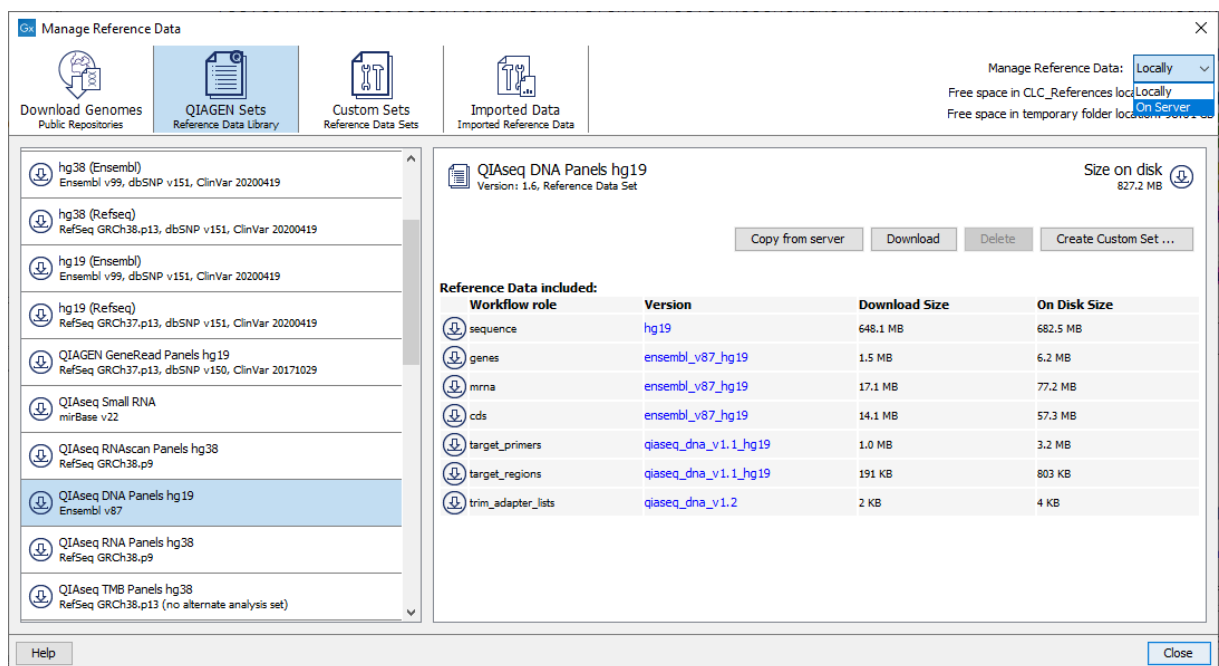 Gx Manage Reference Data
Download Genomes
Public Repositories
QIAGEN Sets
Reference Data Library
Custom Sets
Reference Data Sets
Imported Data
Imported Reference Data
Manage Reference Data: Locally
Free space in CLC_References
Locally
On Server
Free space in temporary folder
hg38 (Ensembl)
Ensembl v99, dbSNP v151, ClinVar 20200419
hg38 (Refseq)
RefSeq GRCh38.p13, dbSNP v151, ClinVar 20200419
hg19 (Ensembl)
Ensembl v99, dbSNP v151, ClinVar 20200419
hg19 (Refseq)
RefSeq GRCh37.p13, dbSNP v151, ClinVar 20200419
QIAGEN GeneRead Panels hg19
RefSeq GRCh37.p13, dbSNP v150, ClinVar 20171029
QIAseq Small RNA
mirBase v22
QIAseq RNAscan Panels hg38
RefSeq GRCh38.p9
QIAseq DNA Panels hg19
Ensembl v87
QIAseq RNA Panels hg38
RefSeq GRCh38.p9
QIAseq TMB Panels hg38
RefSeq GRCh38.p13 (no alternate analysis set)
QIAseq DNA Panels hg19
Version: 1.6, Reference Data Set
Size on disk
827.2 MB
Copy from server Download Delete Create Custom Set ...
Reference Data included:
Workflow role Version Download Size On Disk Size
sequence hg19 648.1 MB 682.5 MB
genes ensembl_v87_hg19 1.5 MB 6.2 MB
mrna ensembl_v87_hg19 17.1 MB 77.2 MB
cds ensembl_v87_hg19 14.1 MB 57.3 MB
target_primers qiaseq_dna_v1.1_hg19 1.0 MB 3.2 MB
target_regions qiaseq_dna_v1.1_hg19 191 KB 803 KB
trim_adapter_lists qiaseq_dna_v1.2 2 KB 4 KB
Help Close